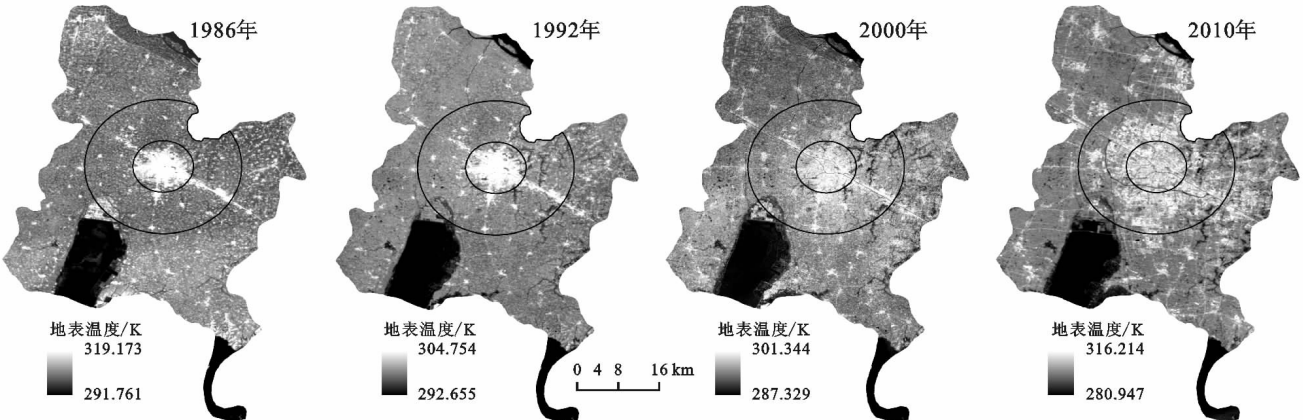 1986年
1992年
2000年
2010年
地表温度/K
319.173
291.761
地表温度/K
304.754
292.655
0 4 8 16 km
地表温度/K
301.344
287.329
地表温度/K
316.214
280.947